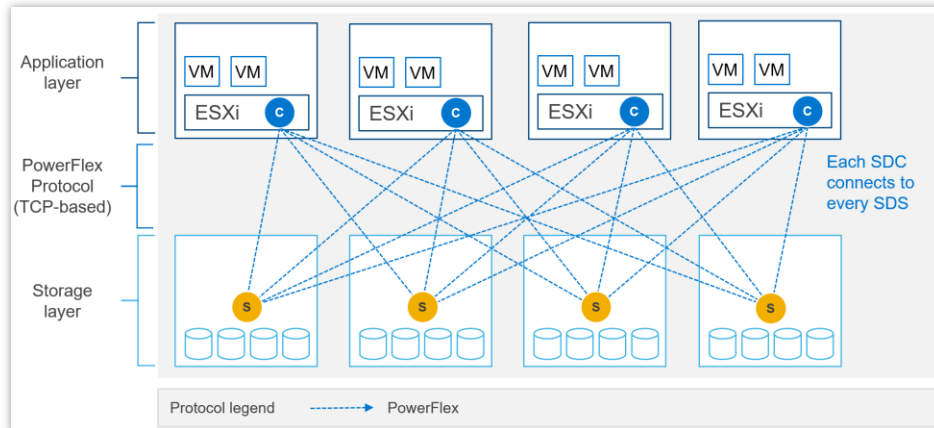 Application
layer
VM VM
ESXi C
VM VM
ESXi C
VM VM
ESXi C
VM VM
ESXi C
PowerFlex
Protocol
(TCP-based)
Each SDC
connects to
every SDS
Storage
layer
S
S
S
S
Protocol legend PowerFlex